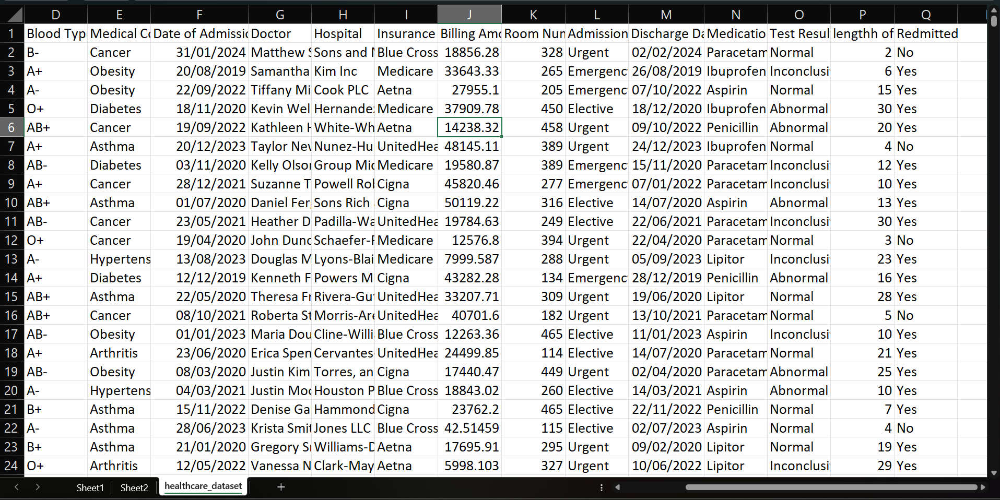 D E F G H I J K L M N O P Q
1 Blood Typ Medical Co Date of Admissic Doctor Hospital Insurance Billing Amo Room Nun Admission Discharge Da Medicatio Test Resul lengthh of Redmitted
2 B- Cancer 31/01/2024 Matthew S Sons and M Blue Cross 18856.28 328 Urgent 02/02/2024 Paracetam Normal 2 No
3 A+ Obesity 20/08/2019 Samantha Kim Inc Medicare 33643.33 265 Emergenc 26/08/2019 Ibuprofen Inconclusi 6 Yes
4 A- Obesity 22/09/2022 Tiffany Mi Cook PLC Aetna 27955.1 205 Emergenc 07/10/2022 Aspirin Normal 15 Yes
5 O+ Diabetes 18/11/2020 Kevin Wel Hernande Medicare 37909.78 450 Elective 18/12/2020 Ibuprofen Abnormal 30 Yes
6 AB+ Cancer 19/09/2022 Kathleen H White-Wh Aetna 14238.32 458 Urgent 09/10/2022 Penicillin Abnormal 20 Yes
7 A+ Asthma 20/12/2023 Taylor Nev Nunez-Hu UnitedHea 48145.11 389 Urgent 24/12/2023 Ibuprofen Normal 4 No
8 AB- Diabetes 03/11/2020 Kelly Olso Group Mid Medicare 19580.87 389 Emergenc 15/11/2020 Paracetam Inconclusi 12 Yes
9 A+ Cancer 28/12/2021 Suzanne T Powell Rob Cigna 45820.46 277 Emergenc 07/01/2022 Paracetam Inconclusi 10 Yes
10 AB+ Asthma 01/07/2020 Daniel Fer Sons Rich Cigna 50119.22 316 Elective 14/07/2020 Aspirin Abnormal 13 Yes
11 AB- Cancer 23/05/2021 Heather D Padilla-Wa UnitedHea 19784.63 249 Elective 22/06/2021 Paracetam Inconclusi 30 Yes
12 O+ Cancer 19/04/2020 John Dunc Schaefer-F Medicare 12576.8 394 Urgent 22/04/2020 Paracetam Normal 3 No
13 A- Hypertens 13/08/2023 Douglas M Lyons-Blai Medicare 7999.587 288 Urgent 05/09/2023 Lipitor Inconclusi 23 Yes
14 A+ Diabetes 12/12/2019 Kenneth F Powers M Cigna 43282.28 134 Emergenc 28/12/2019 Penicillin Abnormal 16 Yes
15 AB+ Asthma 22/05/2020 Theresa Fr Rivera-Gut UnitedHea 33207.71 309 Urgent 19/06/2020 Lipitor Normal 28 Yes
16 AB+ Cancer 08/10/2021 Roberta St Morris-Are UnitedHea 40701.6 182 Urgent 13/10/2021 Paracetam Normal 5 No
17 AB- Obesity 01/01/2023 Maria Dou Cline-Willi Blue Cross 12263.36 465 Elective 11/01/2023 Aspirin Inconclusi 10 Yes
18 A+ Arthritis 23/06/2020 Erica Spen Cervantes- UnitedHea 24499.85 114 Elective 14/07/2020 Paracetam Normal 21 Yes
19 AB- Obesity 08/03/2020 Justin Kim Torres, an Cigna 17440.47 449 Urgent 02/04/2020 Paracetam Abnormal 25 Yes
20 A- Hypertens 04/03/2021 Justin Moo Houston P Blue Cross 18843.02 260 Elective 14/03/2021 Aspirin Abnormal 10 Yes
21 B+ Asthma 15/11/2022 Denise Ga Hammond Cigna 23762.2 465 Elective 22/11/2022 Penicillin Normal 7 Yes
22 A- Asthma 28/06/2023 Krista Smit Jones LLC Blue Cross 42.51459 115 Elective 02/07/2023 Aspirin Normal 4 No
23 B+ Asthma 21/01/2020 Gregory Sr Williams-D Aetna 17695.91 295 Urgent 09/02/2020 Lipitor Normal 19 Yes
24 O+ Arthritis 12/05/2022 Vanessa N Clark-May Aetna 5998.103 327 Urgent 10/06/2022 Lipitor Inconclusi 29 Yes
Sheet1 Sheet2 healthcare_dataset